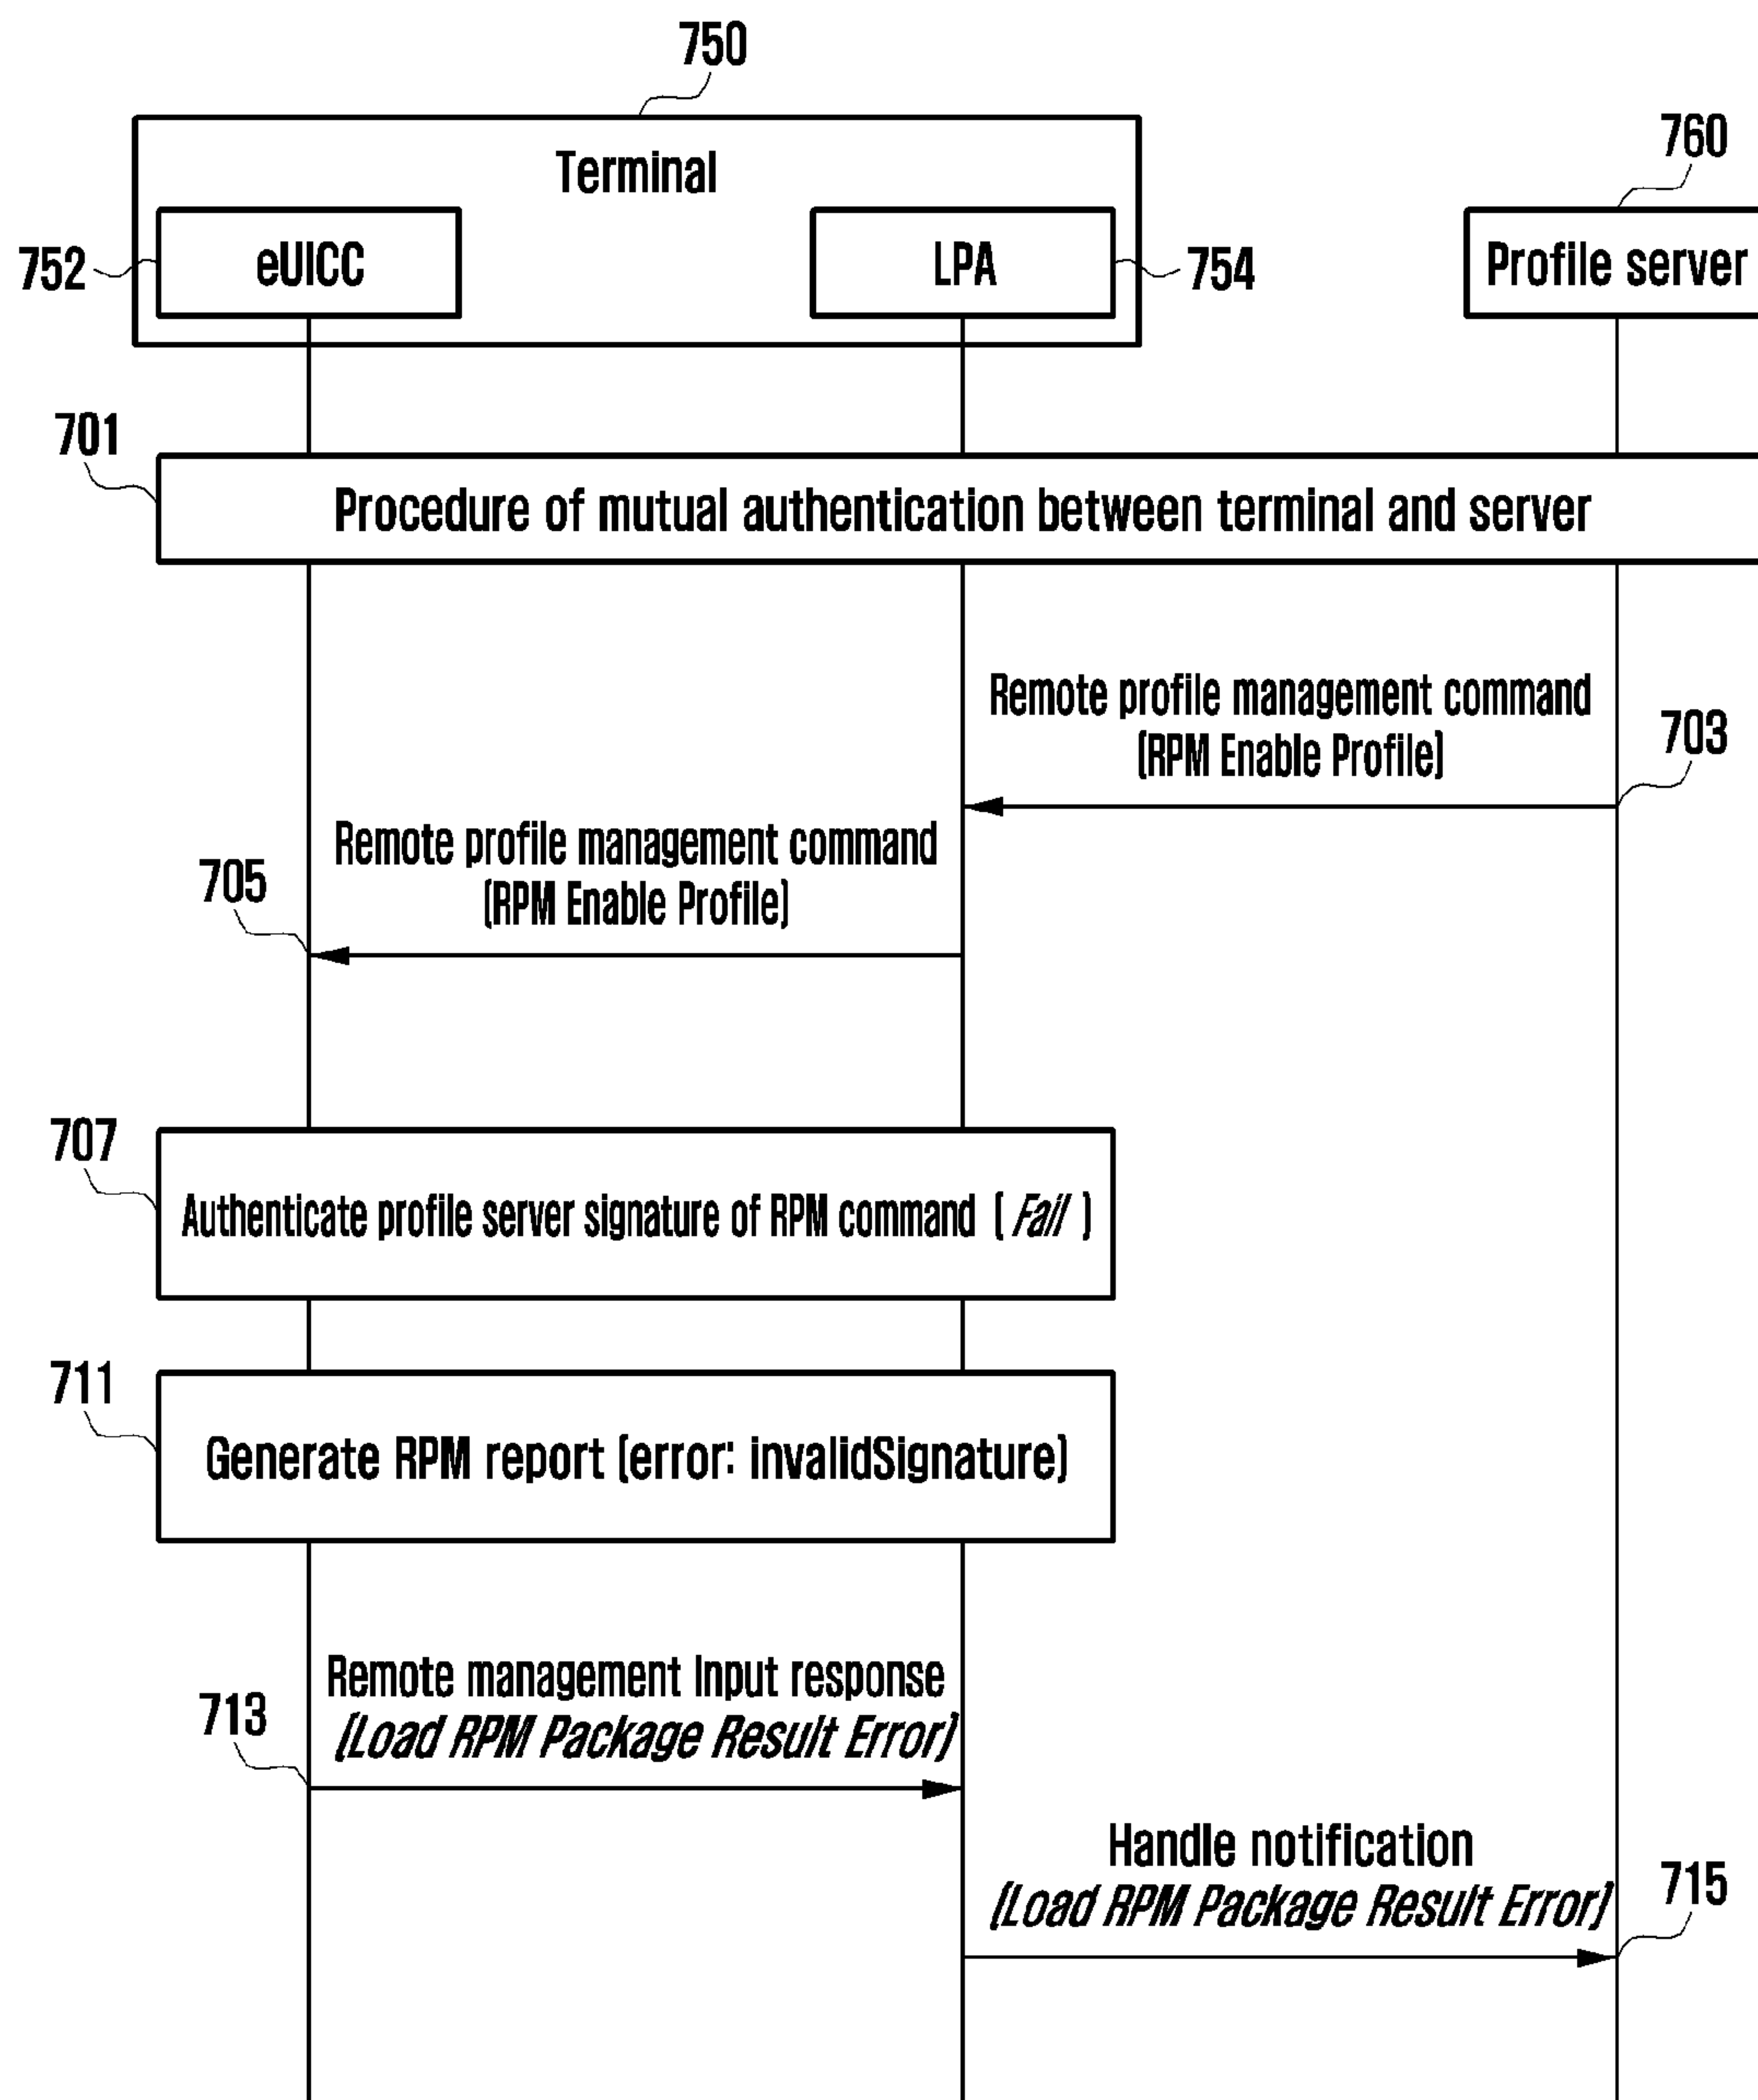 750
Terminal
760
752
eUICC
LPA
754
Profile server
701
Procedure of mutual authentication between terminal and server
Remote profile management command
(RPM Enable Profile)
703
Remote profile management command
(RPM Enable Profile)
705
707
Authenticate profile server signature of RPM command (Fail)
711
Generate RPM report (error: invalidSignature)
Remote management Input response
(Load RPM Package Result Error)
713
Handle notification
(Load RPM Package Result Error)
715